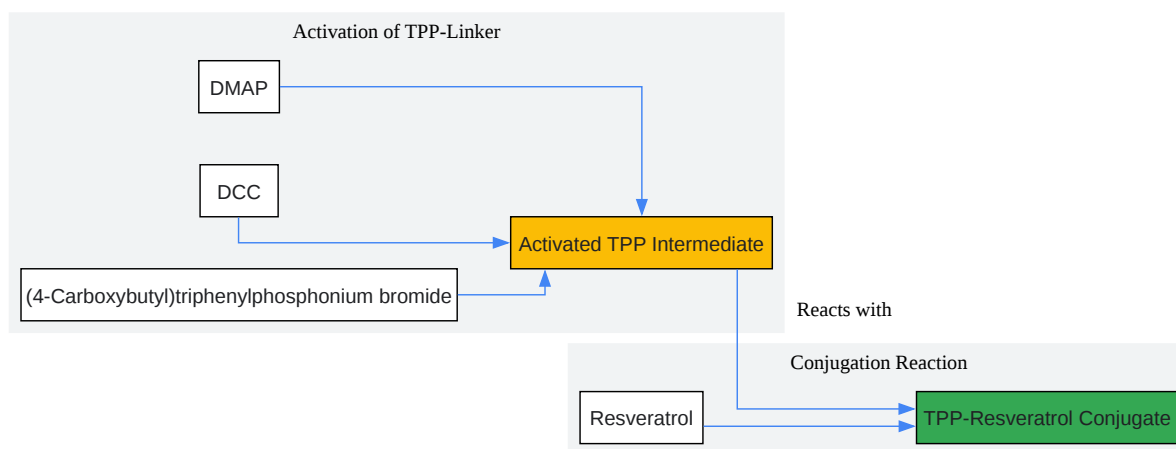 Activation of TPP-Linker
DMAP
DCC
Activated TPP Intermediate
(4-Carboxybutyl)triphenylphosphonium bromide
Reacts with
Conjugation Reaction
Resveratrol
TPP-Resveratrol Conjugate